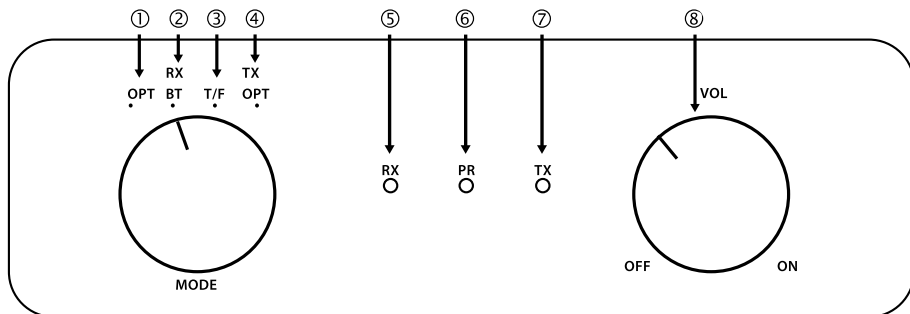 ① ② ③ ④ ⑤ ⑥ ⑦ ⑧
RX TX
OPT BT T/F OPT VOL
RX PR TX
OFF ON
MODE